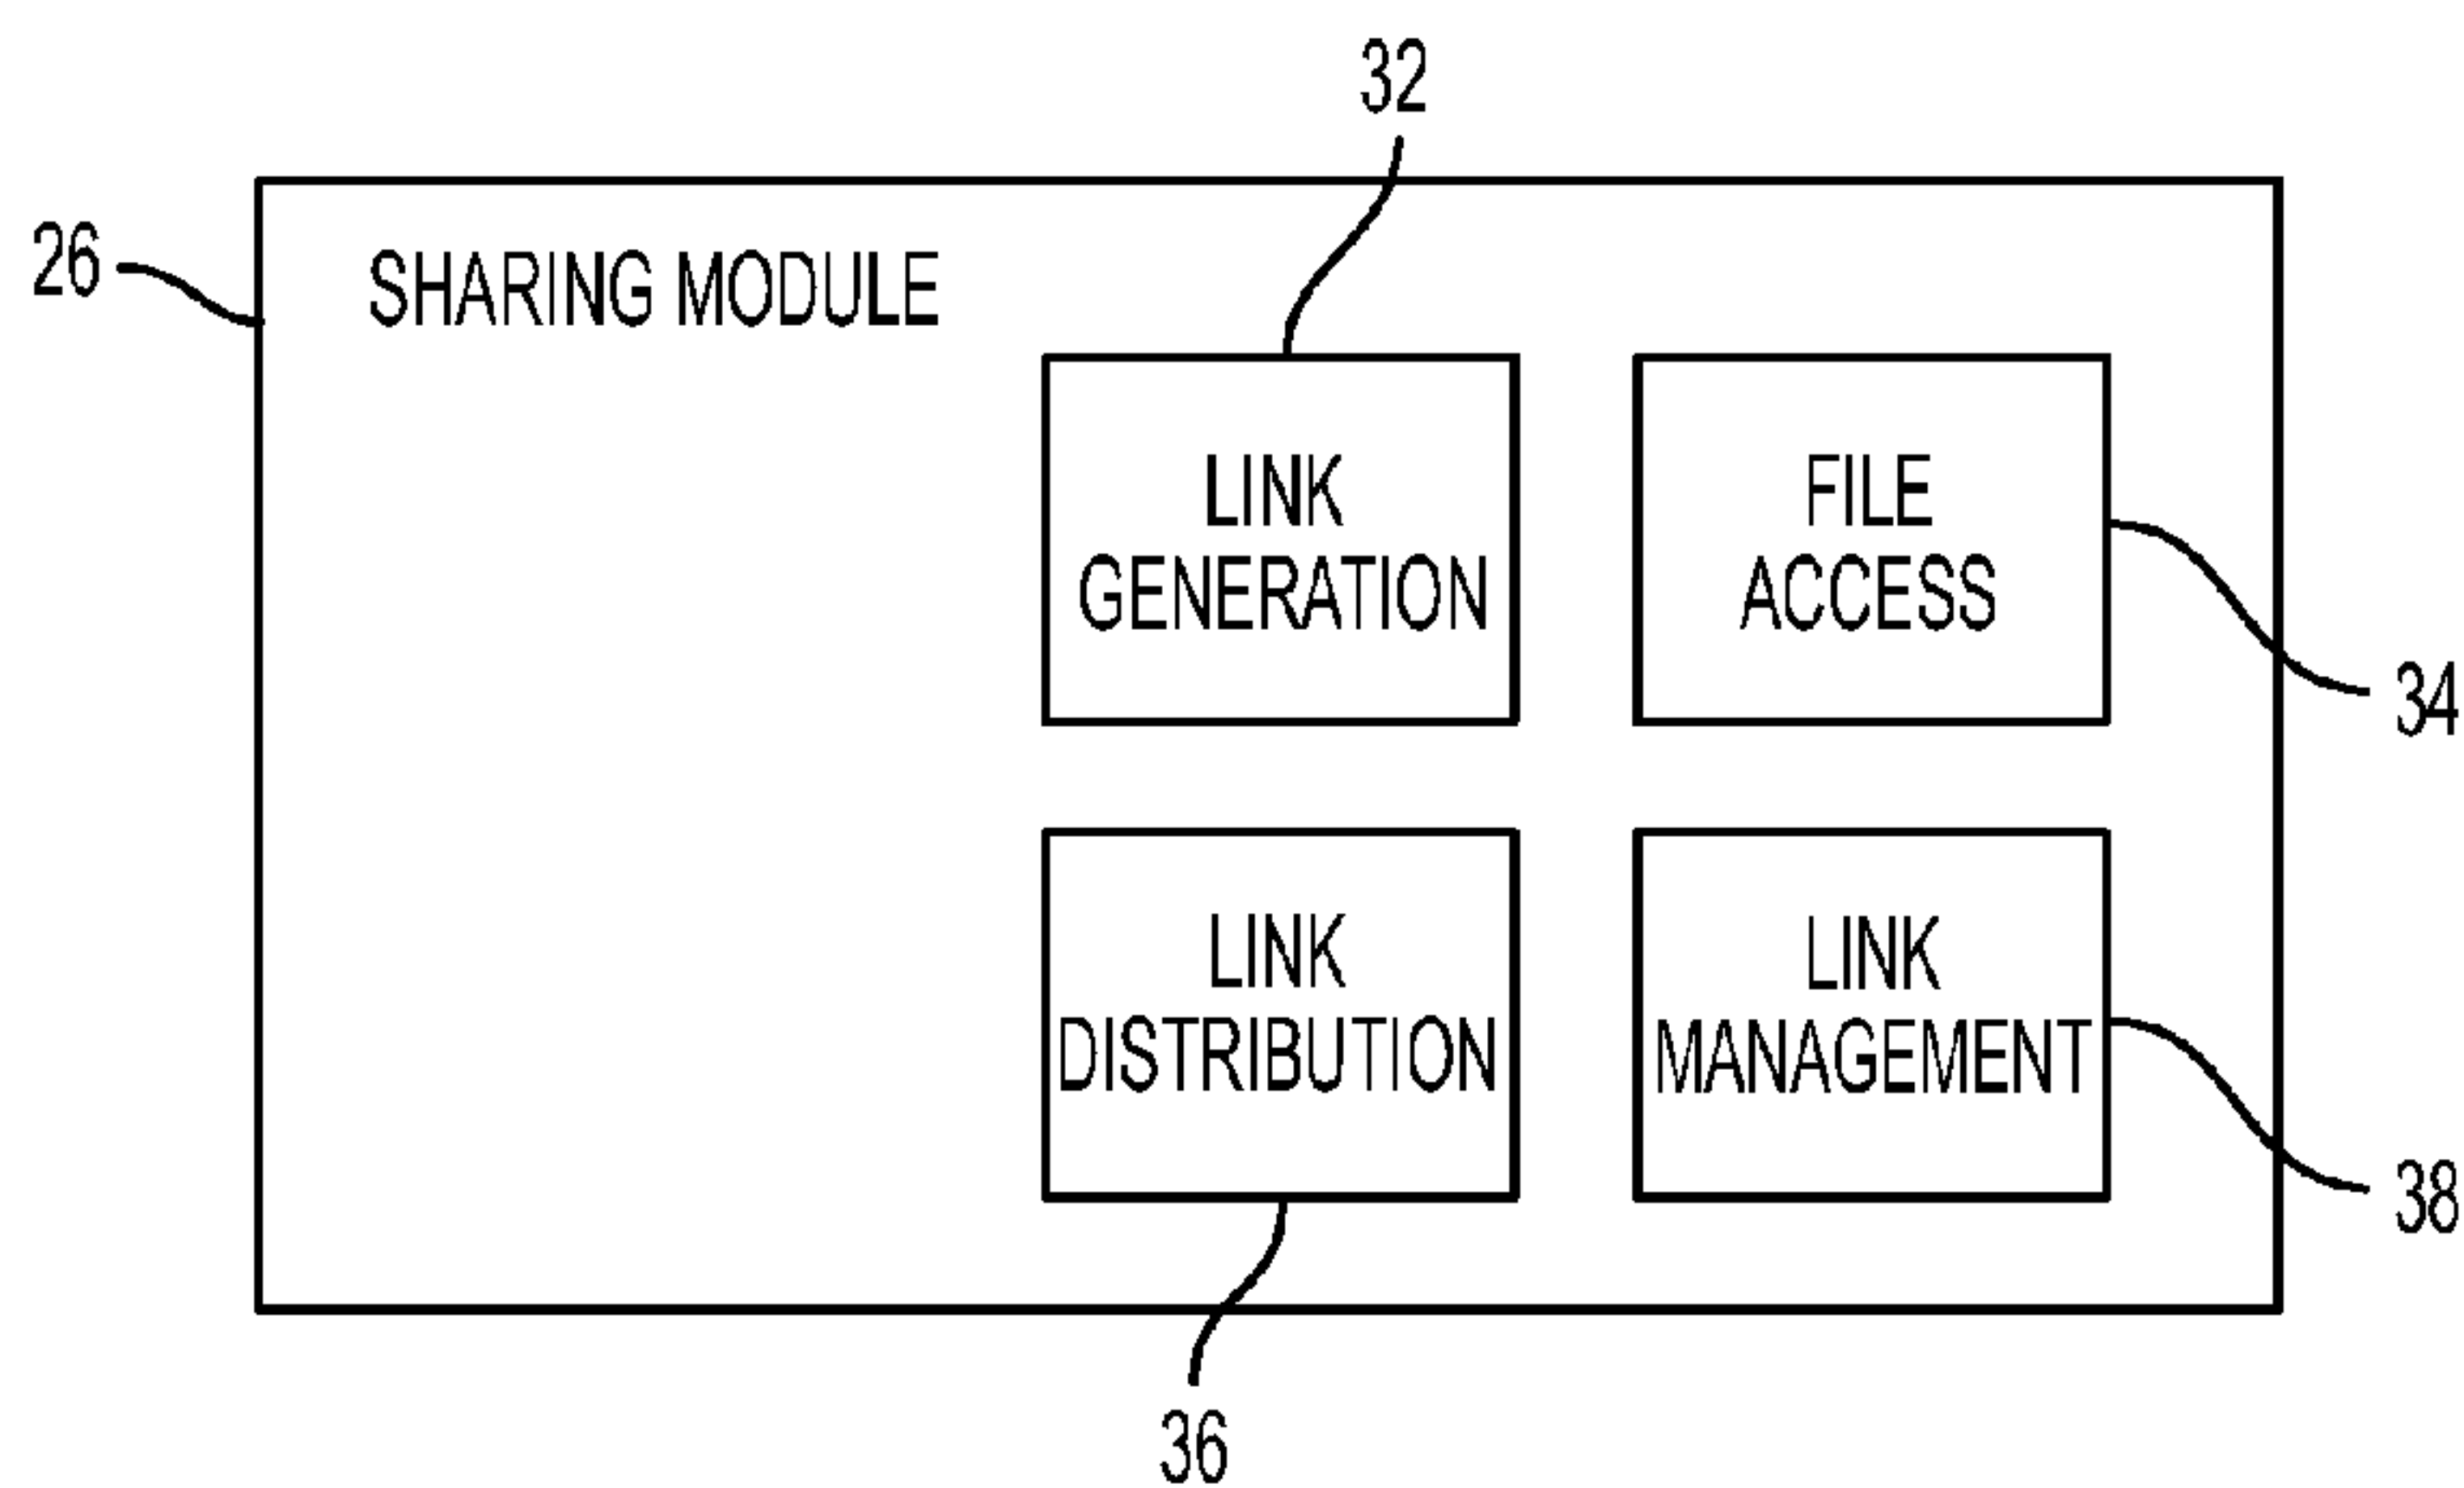 32
26
SHARING MODULE
LINK
GENERATION
FILE
ACCESS
34
LINK
DISTRIBUTION
LINK
MANAGEMENT
38
36